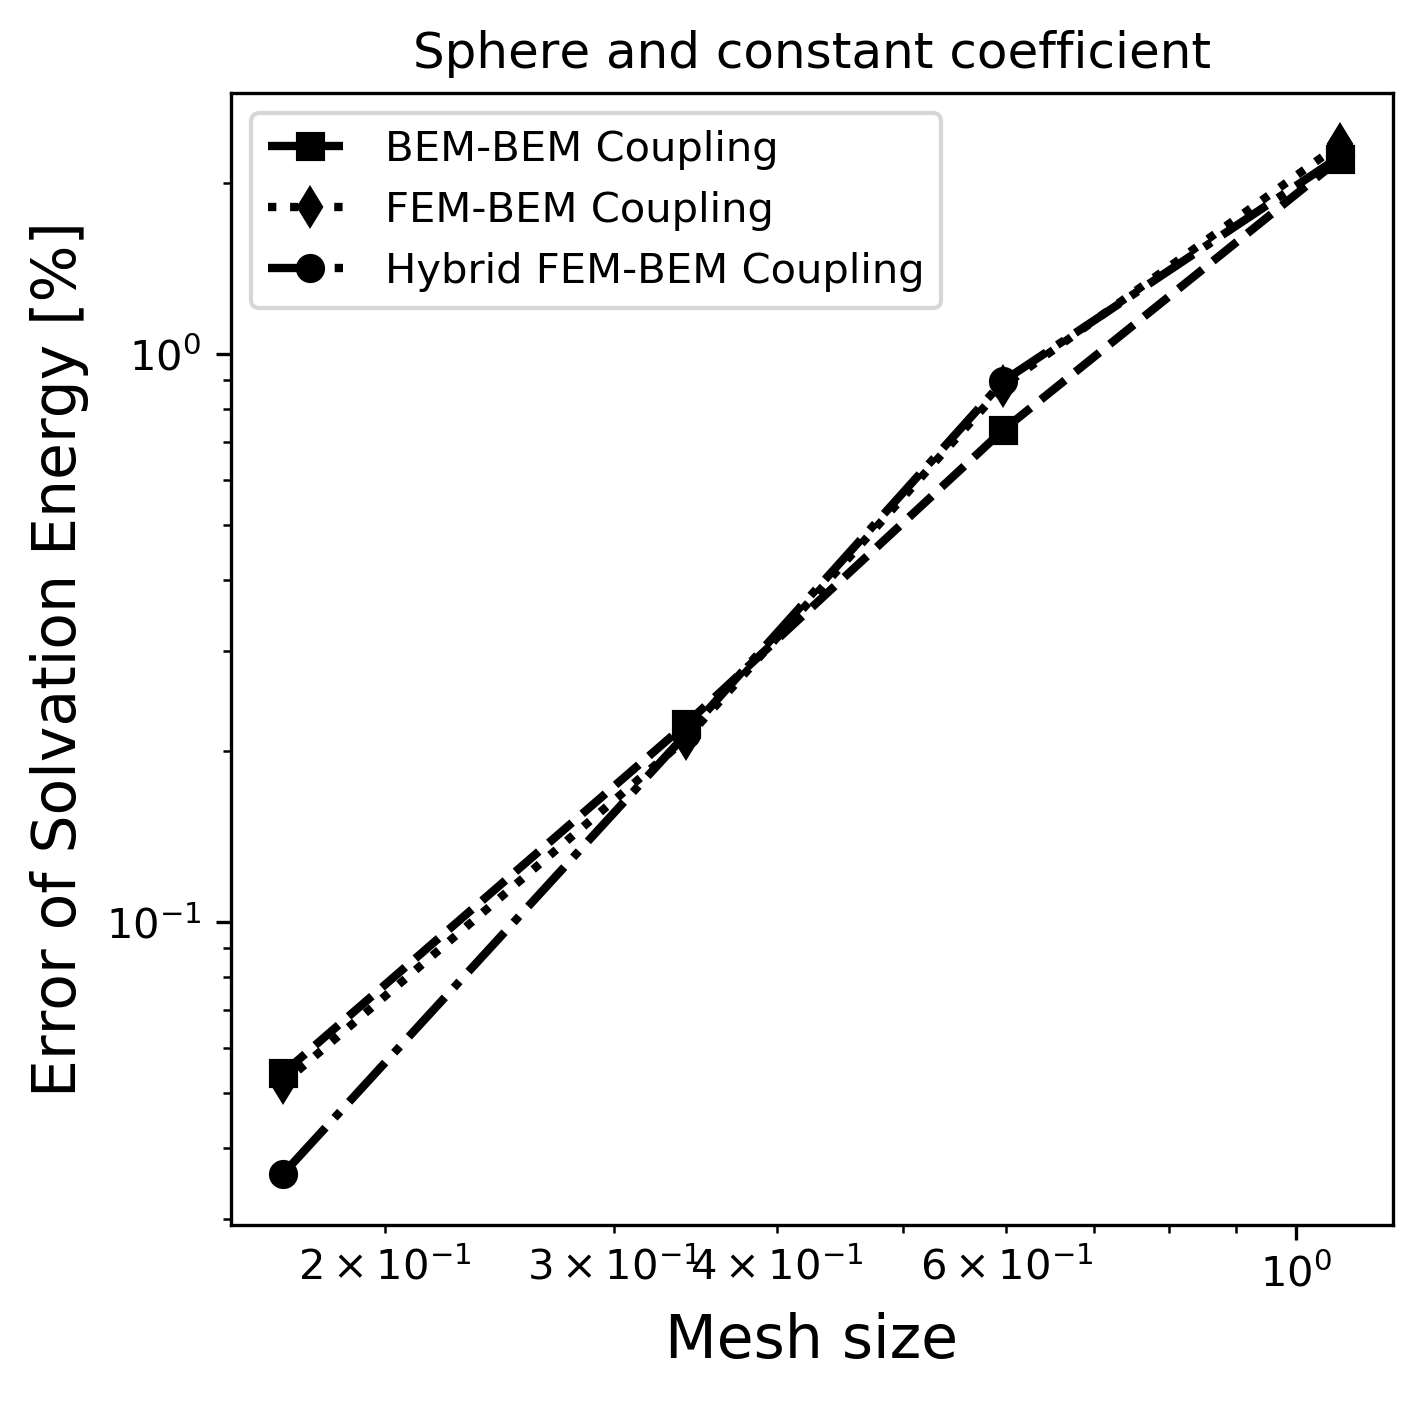 Sphere and constant coefficient
BEM-BEM Coupling
FEM-BEM Coupling
Hybrid FEM-BEM Coupling
Error of Solvation Energy [%]
10⁰
10⁻¹
2 × 10⁻¹ 3 × 10⁻¹ 4 × 10⁻¹ 6 × 10⁻¹ 10⁰
Mesh size